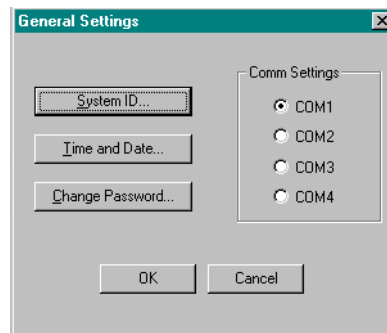 General Settings
System ID...
Time and Date...
Change Password...
Comm Settings
COM1
COM2
COM3
COM4
OK
Cancel